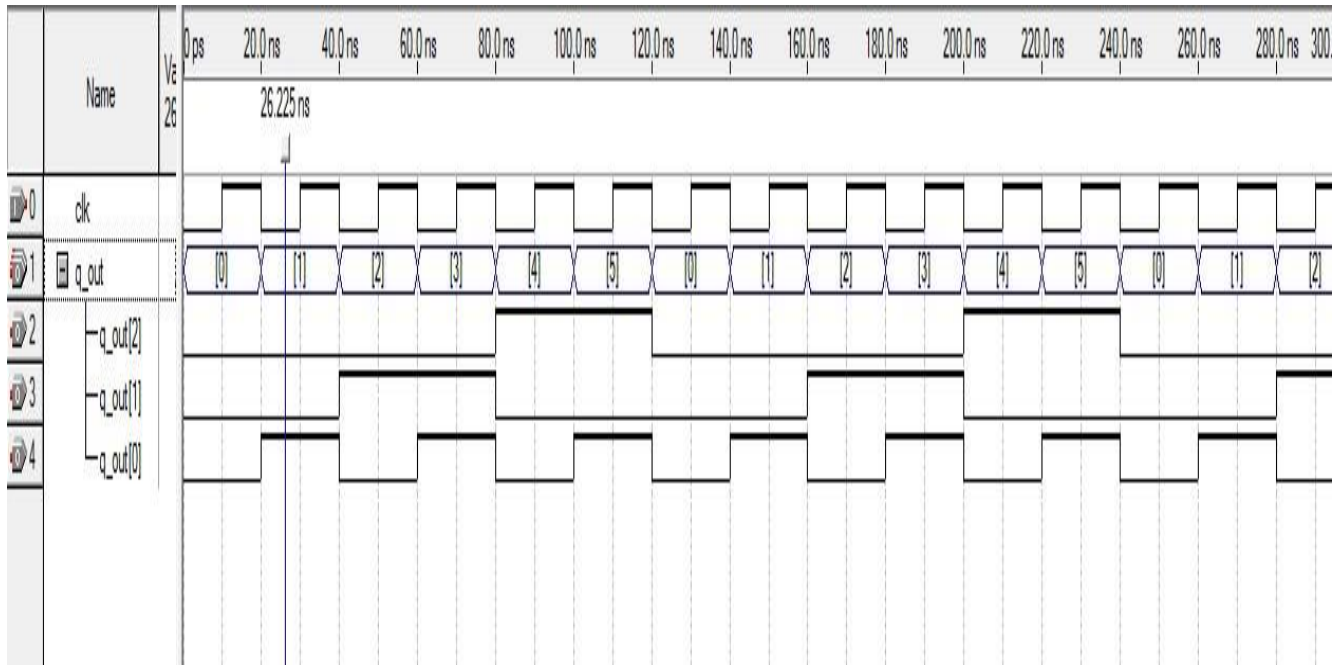 Name
Va
26
0 ps 20.0 ns 40.0 ns 60.0 ns 80.0 ns 100.0 ns 120.0 ns 140.0 ns 160.0 ns 180.0 ns 200.0 ns 220.0 ns 240.0 ns 260.0 ns 280.0 ns 300.
26.225 ns
0 clk
1 q_out [0] [1] [2] [3] [4] [5] [0] [1] [2] [3] [4] [5] [0] [1] [2]
2 q_out[2]
3 q_out[1]
4 q_out[0]